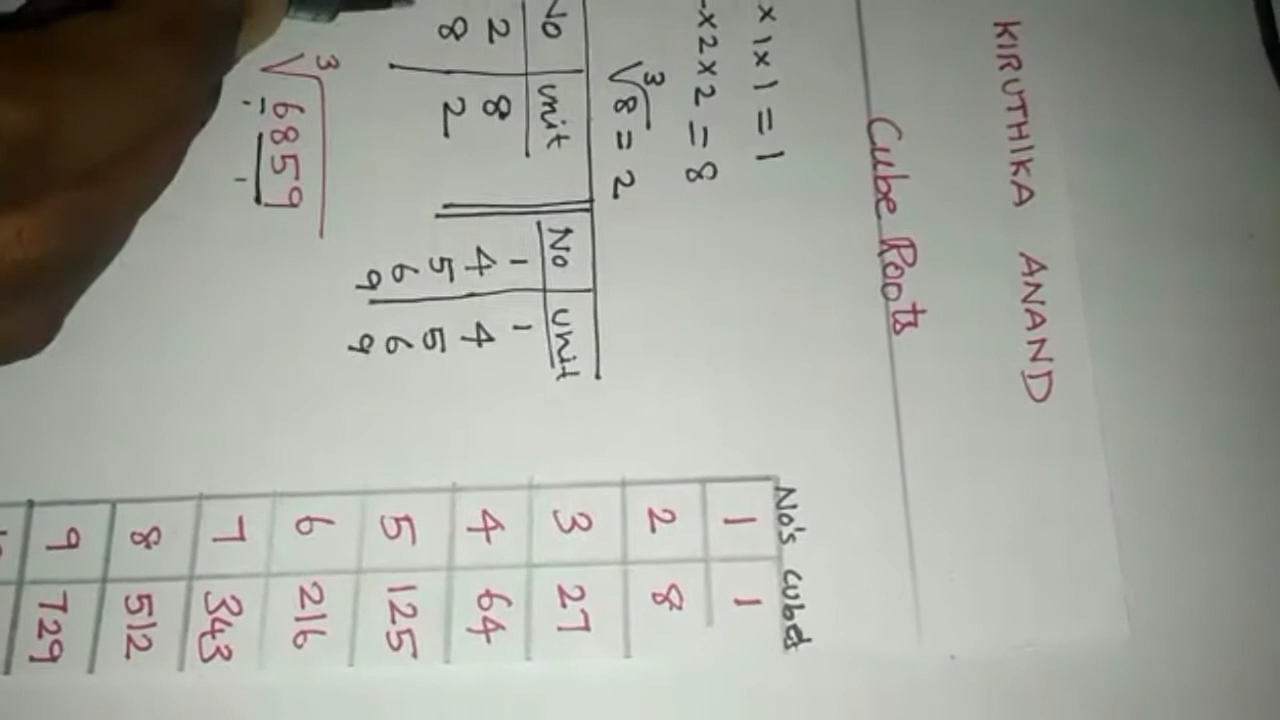 KIRUTHIKA ANAND
Cube Roots
x 1 x 1 = 1
x 2 x 2 = 8
∛8 = 2
No unit
2 8
8 2
No unit
1 1
4 4
5 5
6 6
9 9
∛6859
No's cubed
1 1
2 8
3 27
4 64
5 125
6 216
7 343
8 512
9 729